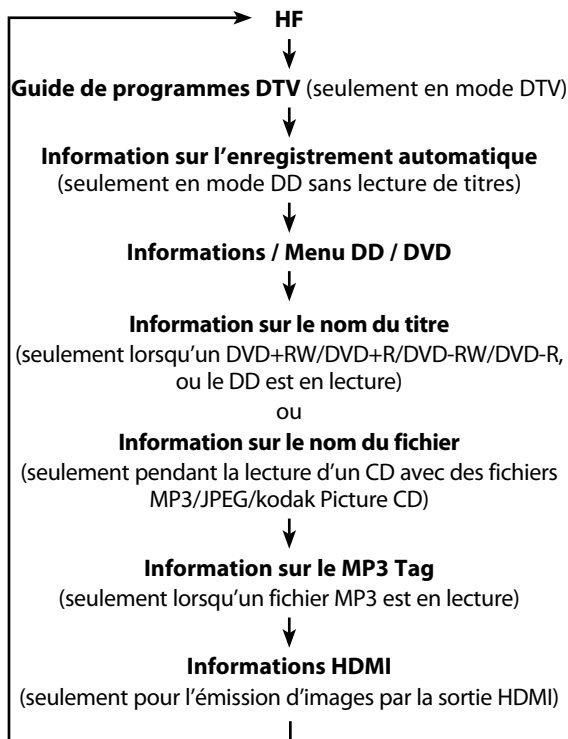 HF
Guide de programmes DTV (seulement en mode DTV)
Information sur l'enregistrement automatique
(seulement en mode DD sans lecture de titres)
Informations / Menu DD / DVD
Information sur le nom du titre
(seulement lorsqu'un DVD+RW/DVD+R/DVD-RW/DVD-R,
ou le DD est en lecture)
ou
Information sur le nom du fichier
(seulement pendant la lecture d'un CD avec des fichiers
MP3/JPEG/kodak Picture CD)
Information sur le MP3 Tag
(seulement lorsqu'un fichier MP3 est en lecture)
Informations HDMI
(seulement pour l'émission d'images par la sortie HDMI)